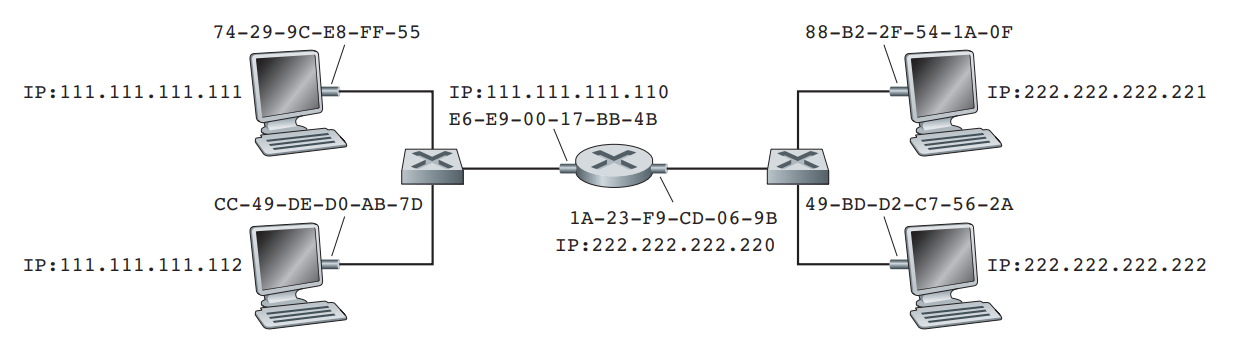 74-29-9C-E8-FF-55
88-B2-2F-54-1A-0F
IP:111.111.111.111
IP:111.111.111.110
E6-E9-00-17-BB-4B
IP:222.222.222.221
CC-49-DE-D0-AB-7D
1A-23-F9-CD-06-9B
IP:222.222.222.220
49-BD-D2-C7-56-2A
IP:111.111.111.112
IP:222.222.222.222